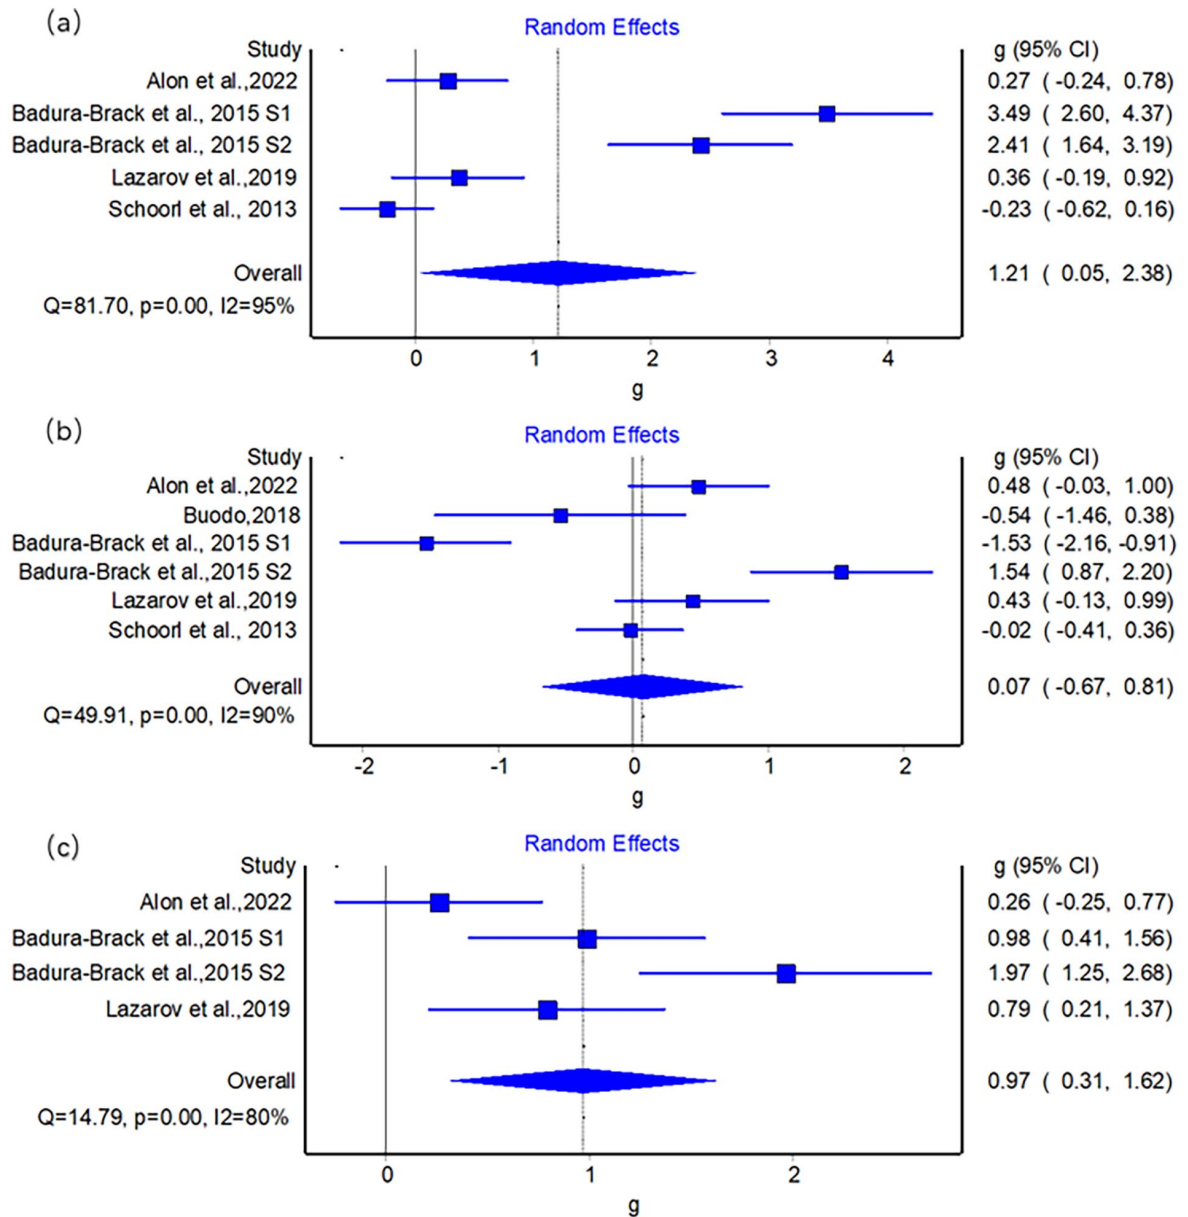 (a)
Random Effects
Study g (95% CI)
Alon et al.,2022 0.27 ( -0.24, 0.78)
Badura-Brack et al., 2015 S1 3.49 ( 2.60, 4.37)
Badura-Brack et al., 2015 S2 2.41 ( 1.64, 3.19)
Lazarov et al.,2019 0.36 ( -0.19, 0.92)
Schoorl et al., 2013 -0.23 ( -0.62, 0.16)
Overall 1.21 ( 0.05, 2.38)
Q=81.70, p=0.00, I2=95%
0 1 2 3 4
g
(b)
Random Effects
Study g (95% CI)
Alon et al.,2022 0.48 ( -0.03, 1.00)
Buodo,2018 -0.54 ( -1.46, 0.38)
Badura-Brack et al., 2015 S1 -1.53 ( -2.16, -0.91)
Badura-Brack et al.,2015 S2 1.54 ( 0.87, 2.20)
Lazarov et al.,2019 0.43 ( -0.13, 0.99)
Schoorl et al., 2013 -0.02 ( -0.41, 0.36)
Overall 0.07 ( -0.67, 0.81)
Q=49.91, p=0.00, I2=90%
-2 -1 0 1 2
g
(c)
Random Effects
Study g (95% CI)
Alon et al.,2022 0.26 ( -0.25, 0.77)
Badura-Brack et al.,2015 S1 0.98 ( 0.41, 1.56)
Badura-Brack et al.,2015 S2 1.97 ( 1.25, 2.68)
Lazarov et al.,2019 0.79 ( 0.21, 1.37)
Overall 0.97 ( 0.31, 1.62)
Q=14.79, p=0.00, I2=80%
0 1 2
g